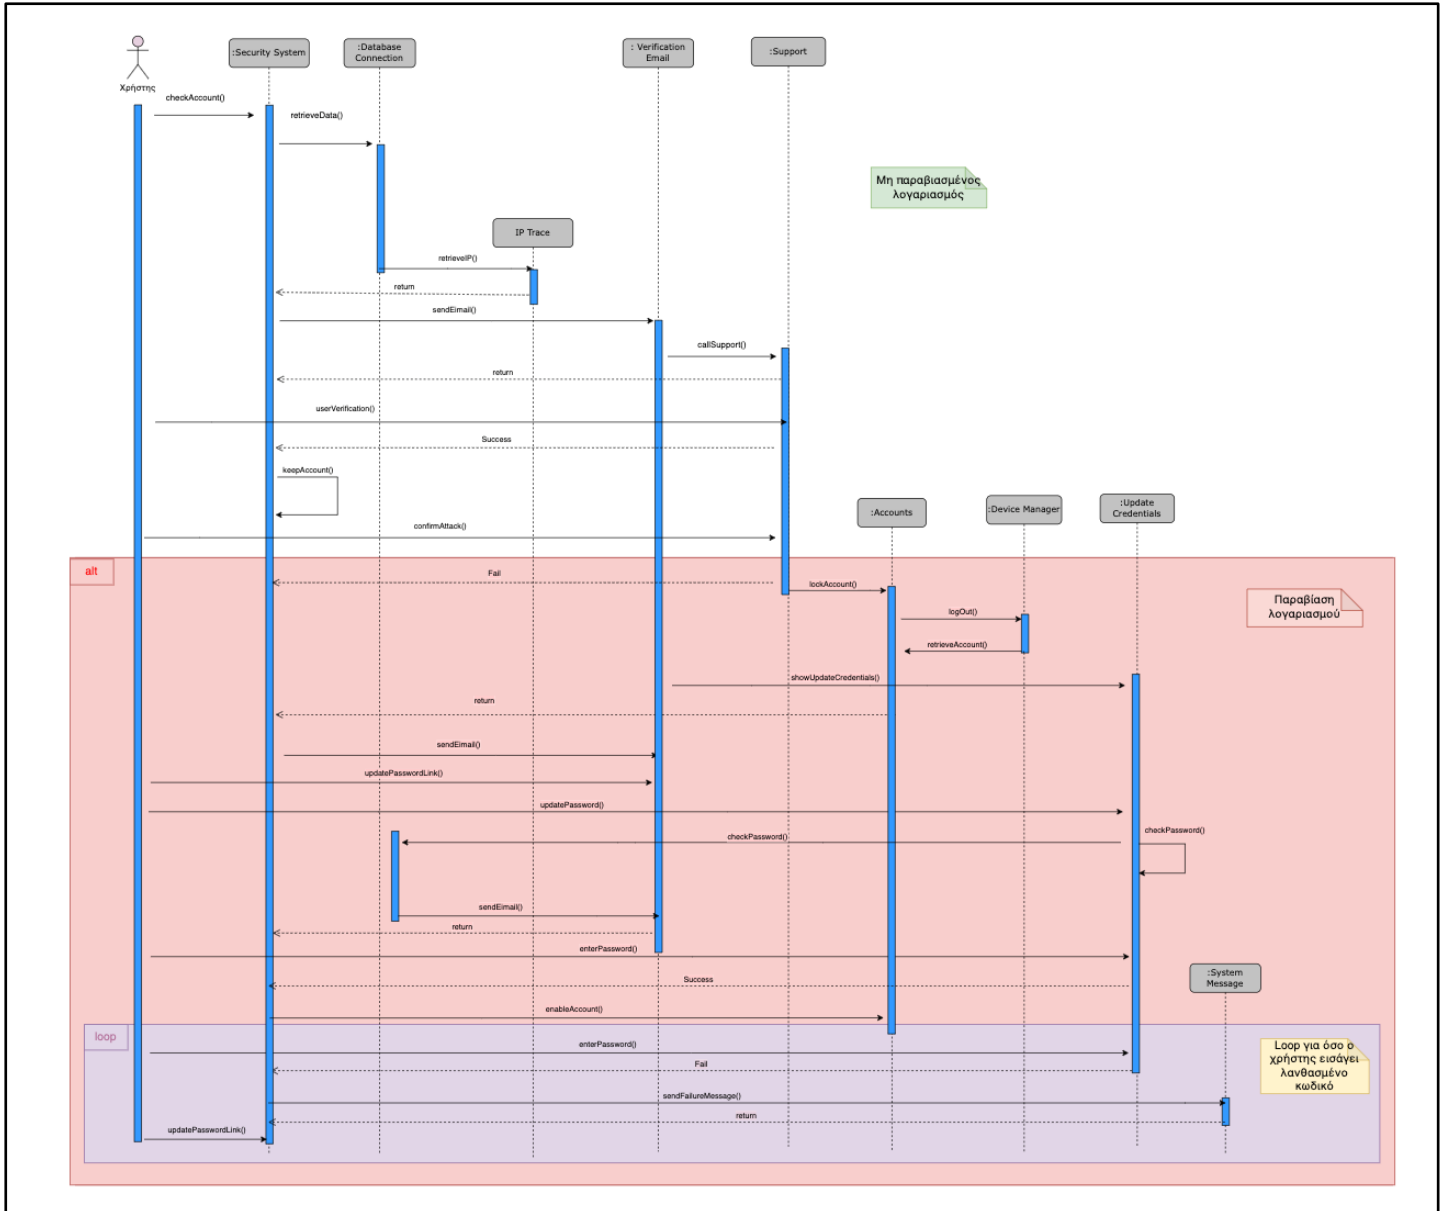 :Security System
:Database
Connection
: Verification
Email
:Support
Χρήστης
checkAccount()
retrieveData()
Μη παραβιασμένος
λογαριασμός
IP Trace
retrieveIP()
return
sendEimail()
callSupport()
return
userVerification()
Success
keepAccount()
:Accounts
:Device Manager
:Update
Credentials
confirmAttack()
alt
Fail
lockAccount()
Παραβίαση
λογαριασμού
logOut()
retrieveAccount()
showUpdateCredentials()
return
sendEimail()
updatePasswordLink()
updatePassword()
checkPassword()
checkPassword()
sendEimail()
return
enterPassword()
:System
Message
Success
enableAccount()
loop
enterPassword()
Loop για όσο ο
χρήστης εισάγει
λανθασμένο
κωδικό
Fail
sendFailureMessage()
return
updatePasswordLink()